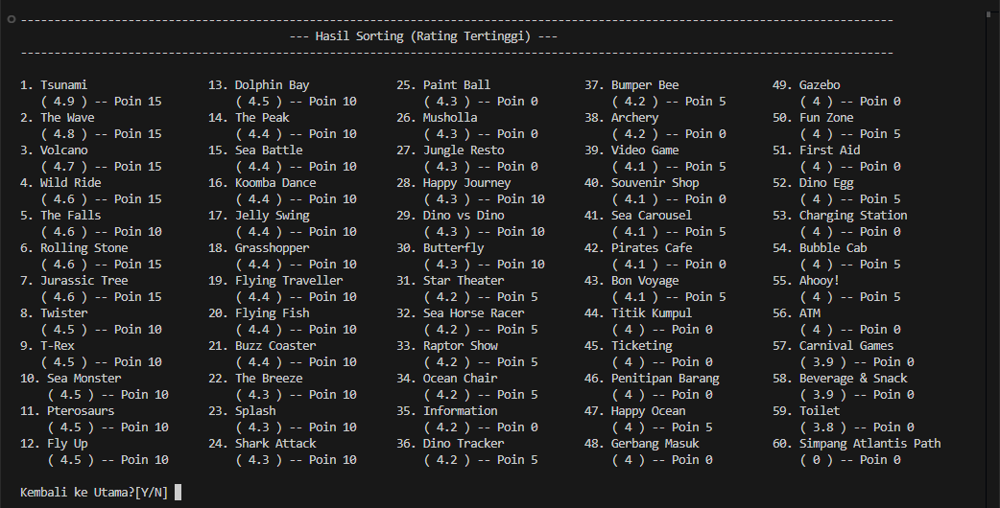 --- Hasil Sorting (Rating Tertinggi) ---
1. Tsunami
( 4.9 ) -- Poin 15
2. The Wave
( 4.8 ) -- Poin 15
3. Volcano
( 4.7 ) -- Poin 15
4. Wild Ride
( 4.6 ) -- Poin 15
5. The Falls
( 4.6 ) -- Poin 10
6. Rolling Stone
( 4.6 ) -- Poin 15
7. Jurassic Tree
( 4.6 ) -- Poin 15
8. Twister
( 4.5 ) -- Poin 10
9. T-Rex
( 4.5 ) -- Poin 10
10. Sea Monster
( 4.5 ) -- Poin 10
11. Pterosaurs
( 4.5 ) -- Poin 10
12. Fly Up
( 4.5 ) -- Poin 10
13. Dolphin Bay
( 4.5 ) -- Poin 10
14. The Peak
( 4.4 ) -- Poin 10
15. Sea Battle
( 4.4 ) -- Poin 10
16. Koomba Dance
( 4.4 ) -- Poin 10
17. Jelly Swing
( 4.4 ) -- Poin 10
18. Grasshopper
( 4.4 ) -- Poin 10
19. Flying Traveller
( 4.4 ) -- Poin 10
20. Flying Fish
( 4.4 ) -- Poin 10
21. Buzz Coaster
( 4.4 ) -- Poin 10
22. The Breeze
( 4.3 ) -- Poin 10
23. Splash
( 4.3 ) -- Poin 10
24. Shark Attack
( 4.3 ) -- Poin 10
25. Paint Ball
( 4.3 ) -- Poin 0
26. Musholla
( 4.3 ) -- Poin 0
27. Jungle Resto
( 4.3 ) -- Poin 0
28. Happy Journey
( 4.3 ) -- Poin 10
29. Dino vs Dino
( 4.3 ) -- Poin 10
30. Butterfly
( 4.3 ) -- Poin 10
31. Star Theater
( 4.2 ) -- Poin 5
32. Sea Horse Racer
( 4.2 ) -- Poin 5
33. Raptor Show
( 4.2 ) -- Poin 5
34. Ocean Chair
( 4.2 ) -- Poin 5
35. Information
( 4.2 ) -- Poin 0
36. Dino Tracker
( 4.2 ) -- Poin 5
37. Bumper Bee
( 4.2 ) -- Poin 5
38. Archery
( 4.2 ) -- Poin 0
39. Video Game
( 4.1 ) -- Poin 5
40. Souvenir Shop
( 4.1 ) -- Poin 0
41. Sea Carousel
( 4.1 ) -- Poin 5
42. Pirates Cafe
( 4.1 ) -- Poin 0
43. Bon Voyage
( 4.1 ) -- Poin 5
44. Titik Kumpul
( 4 ) -- Poin 0
45. Ticketing
( 4 ) -- Poin 0
46. Penitipan Barang
( 4 ) -- Poin 0
47. Happy Ocean
( 4 ) -- Poin 5
48. Gerbang Masuk
( 4 ) -- Poin 0
49. Gazebo
( 4 ) -- Poin 0
50. Fun Zone
( 4 ) -- Poin 5
51. First Aid
( 4 ) -- Poin 0
52. Dino Egg
( 4 ) -- Poin 5
53. Charging Station
( 4 ) -- Poin 0
54. Bubble Cab
( 4 ) -- Poin 5
55. Ahooy!
( 4 ) -- Poin 5
56. ATM
( 4 ) -- Poin 0
57. Carnival Games
( 3.9 ) -- Poin 0
58. Beverage & Snack
( 3.9 ) -- Poin 0
59. Toilet
( 3.8 ) -- Poin 0
60. Simpang Atlantis Path
( 0 ) -- Poin 0
Kembali ke Utama?[Y/N]